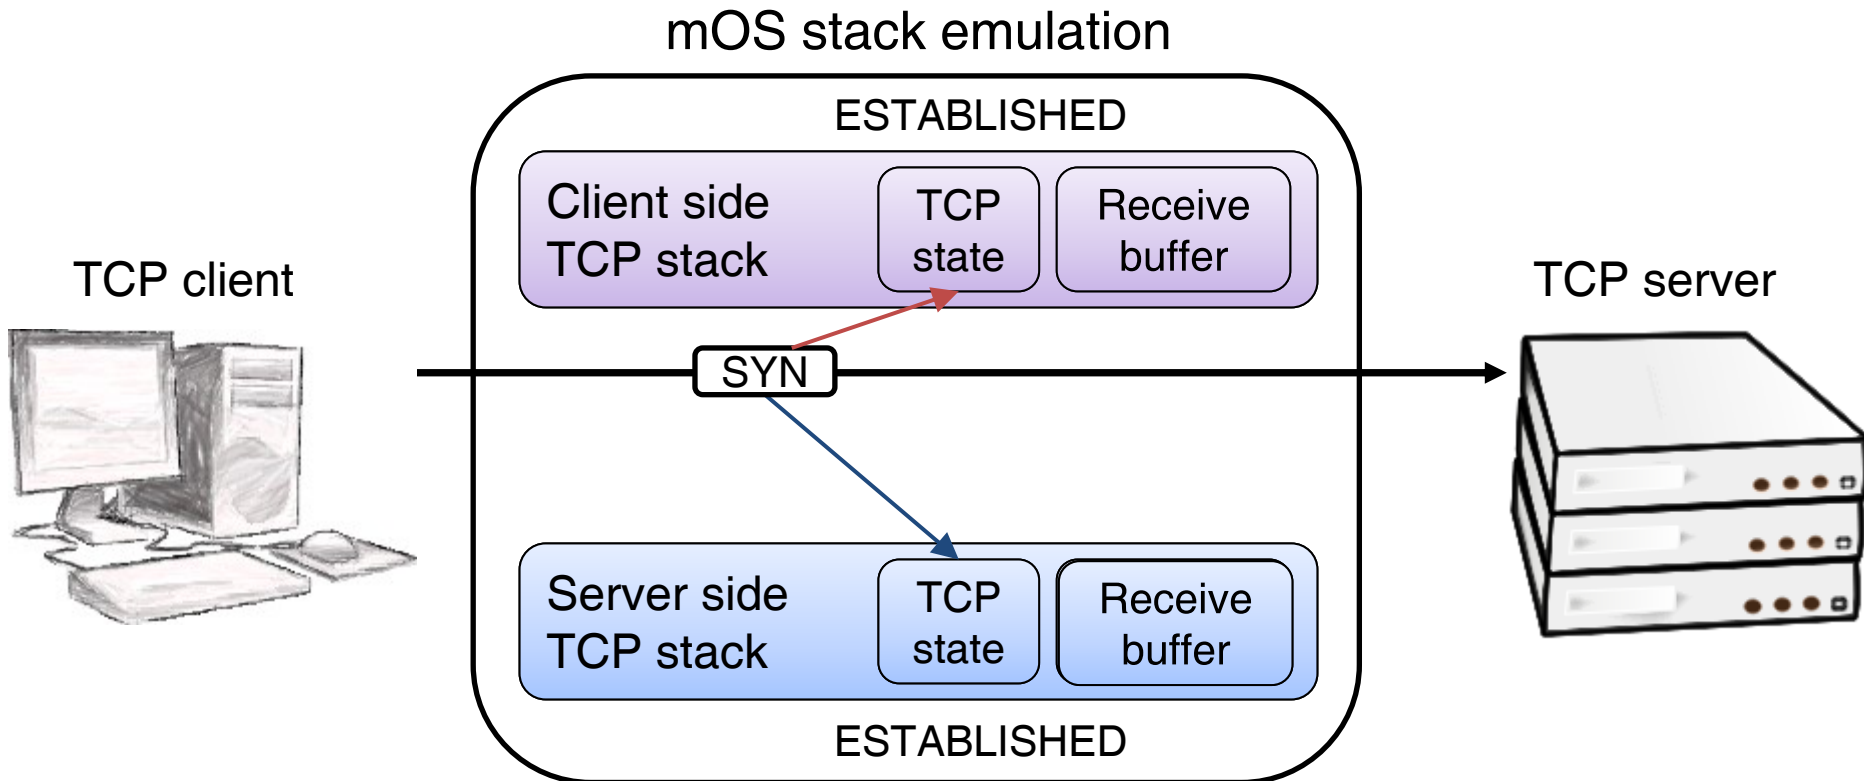 mOS stack emulation
ESTABLISHED
Client side
TCP stack
TCP
state
Receive
buffer
TCP client
TCP server
SYN
Server side
TCP stack
TCP
state
Receive
buffer
ESTABLISHED